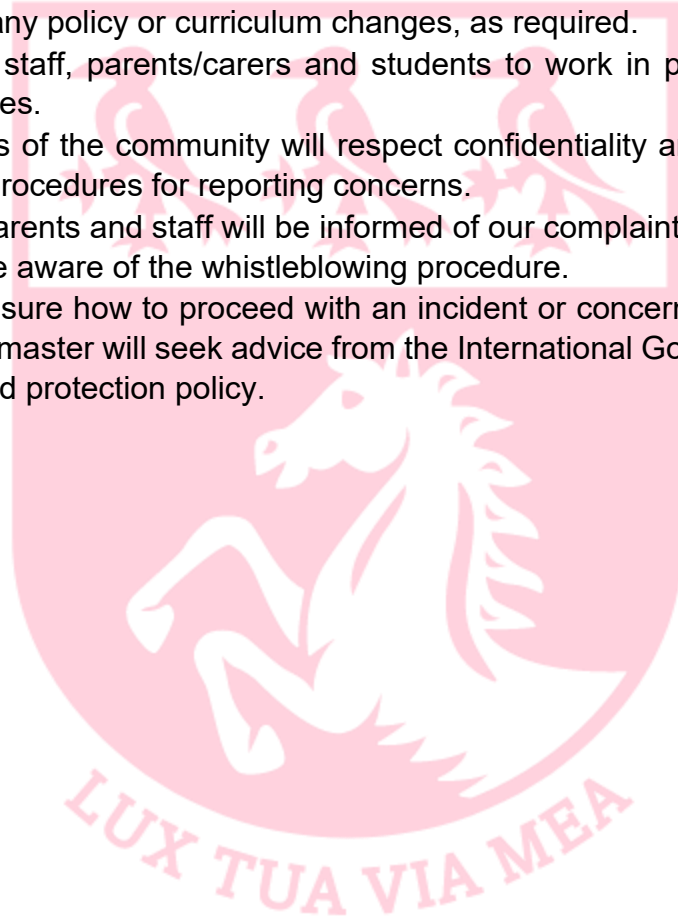 any policy or curriculum changes, as required.
staff, parents/carers and students to work in p
es.
s of the community will respect confidentiality a
rocedures for reporting concerns.
arents and staff will be informed of our complaint
e aware of the whistleblowing procedure.
sure how to proceed with an incident or concern
master will seek advice from the International Go
d protection policy.
LUX TUA VIA MEA